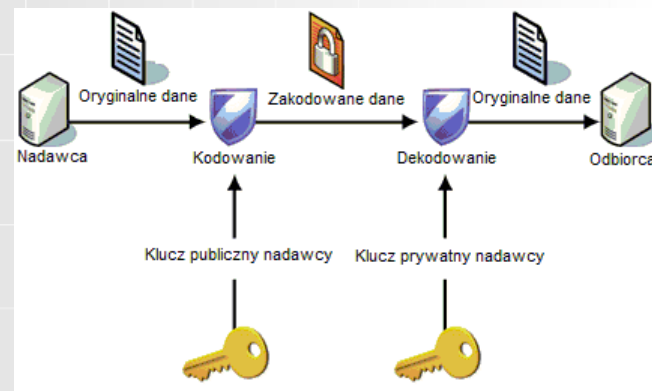 Oryginalne dane
Zakodowane dane
Oryginalne dane
Nadawca
Kodowanie
Dekodowanie
Odbiorca
Klucz publiczny nadawcy
Klucz prywatny nadawcy